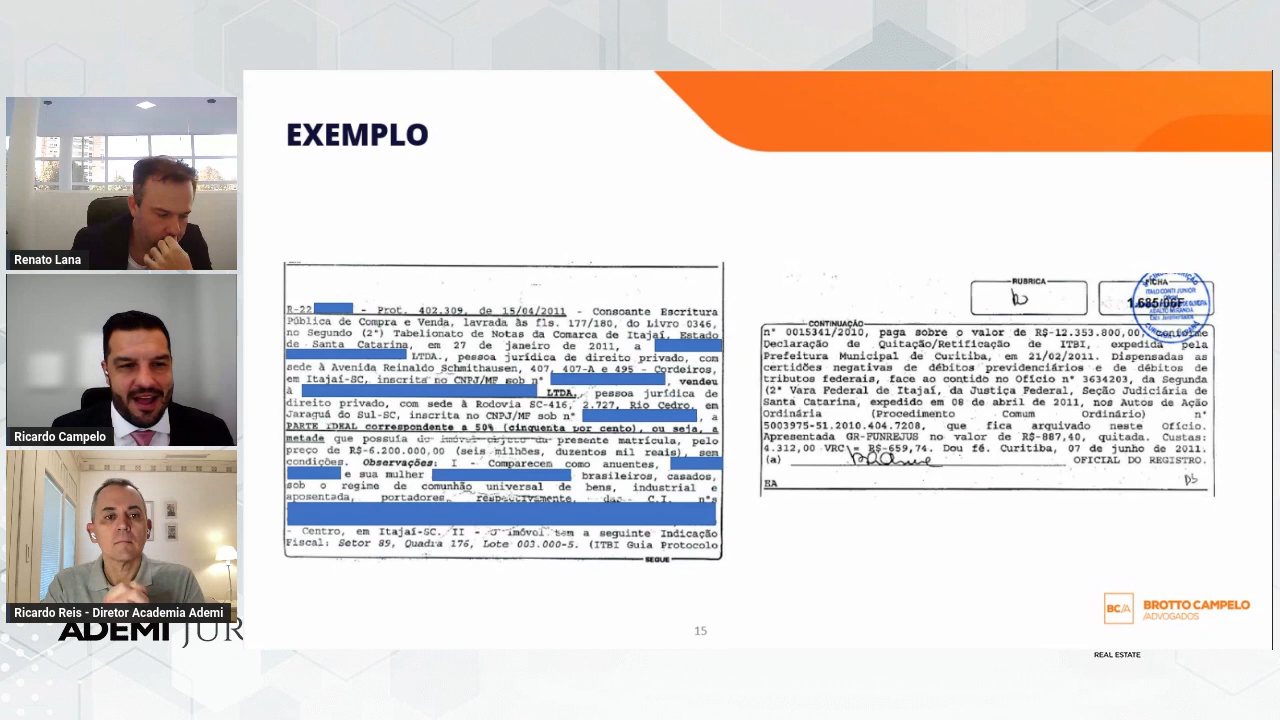 EXEMPLO
Renato Lana
Ricardo Campelo
Ricardo Reis - Diretor Academia Ademi
ADEMI JUR
R-22 - Prot. 402.309, de 15/04/2011 - Consoante Escritura
Pública de Compra e Venda, lavrada às fls. 177/180, do Livro 0346,
no Segundo (2º) Tabelionato de Notas da Comarca de Itajaí, Estado
de Santa Catarina, em 27 de janeiro de 2011, a
LTDA., pessoa jurídica de direito privado, com
sede à Avenida Reinaldo Schmithausen, 407, 407-A e 495 - Cordeiros,
em Itajaí-SC, inscrita no CNPJ/MF sob nº , vendeu
à LTDA., pessoa jurídica de
direito privado, com sede à Rodovia SC-416, 2.727, Rio Cedro, em
Jaraguá do Sul-SC, inscrita no CNPJ/MF sob nº , a
PARTE IDEAL correspondente a 50% (cinquenta por cento), ou seja, a
metade que possuía do imóvel objeto da presente matrícula, pelo
preço de R$-6.200.000,00 (seis milhões, duzentos mil reais), sem
condições. Observações: I - Comparecem como anuentes,
e sua mulher brasileiros, casados,
sob o regime de comunhão universal de bens, industrial e
aposentada, portadores, respectivamente, das C.I. nºs
- Centro, em Itajaí-SC. II - O imóvel tem a seguinte Indicação
Fiscal: Setor 89, Quadra 176, Lote 003.000-5. (ITBI Guia Protocolo
SEGUE
RUBRICA
FICHA
1.685/06F
CONTINUAÇÃO
nº 0015341/2010, paga sobre o valor de R$-12.353.800,00, conforme
Declaração de Quitação/Retificação de ITBI, expedida pela
Prefeitura Municipal de Curitiba, em 21/02/2011. Dispensadas as
certidões negativas de débitos previdenciários e de débitos de
tributos federais, face ao contido no Ofício nº 3634203, da Segunda
(2ª Vara Federal de Itajaí, da Justiça Federal, Seção Judiciária de
Santa Catarina, expedido em 08 de abril de 2011, nos Autos de Ação
Ordinária (Procedimento Comum Ordinário) nº
5003975-51.2010.404.7208, que fica arquivado neste Ofício.
Apresentada GR-FUNREJUS no valor de R$-887,40, quitada. Custas:
4.312,00 VRC = R$-659,74. Dou fé. Curitiba, 07 de junho de 2011.
(a) OFICIAL DO REGISTRO.
EA
BC/A BROTTO CAMPELO
/ADVOGADOS
15
REAL ESTATE